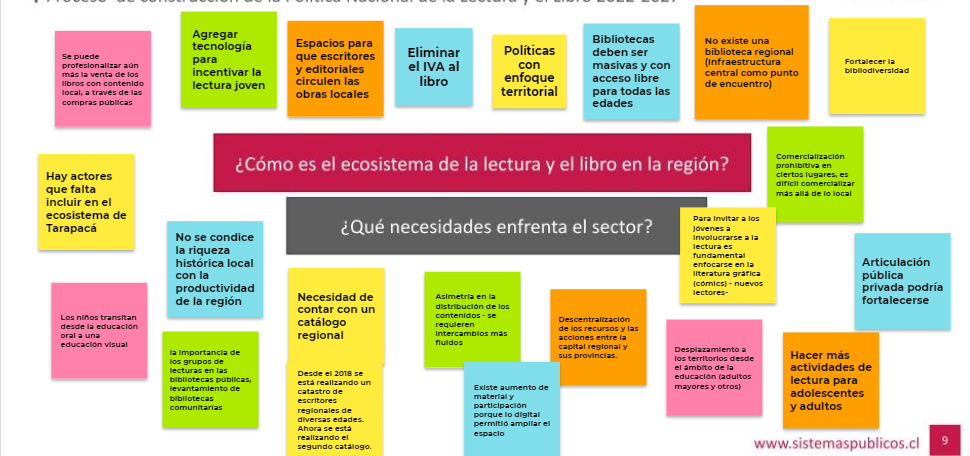 Proceso de construcción de la Política Nacional de la Lectura y el Libro 2022-2027
Se puede
profesionalizar aún
más la venta de los
libros con contenido
local, a través de las
compras públicas
Agregar
tecnología
para
incentivar la
lectura joven
Espacios para
que escritores
y editoriales
circulen las
obras locales
Eliminar
el IVA al
libro
Políticas
con
enfoque
territorial
Bibliotecas
deben ser
masivas y con
acceso libre
para todas las
edades
No existe una
biblioteca regional
(Infraestructura
central como punto
de encuentro)
Fortalecer la
bibliodiversidad
¿Cómo es el ecosistema de la lectura y el libro en la región?
Comercialización
prohibitiva en
ciertos lugares, es
difícil comercializar
más allá de lo local
Hay actores
que falta
incluir en el
ecosistema de
Tarapacá
¿Qué necesidades enfrenta el sector?
Para invitar a los
jóvenes a
involucrarse a la
lectura es
fundamental
enfocarse en la
literatura gráfica
(cómics) - nuevos
lectores-
No se condice
la riqueza
histórica local
con la
productividad
de la región
Articulación
pública
privada podría
fortalecerse
Los niños transitan
desde la educación
oral a una
educación visual
Necesidad de
contar con un
catálogo
regional
Asimetría en la
distribución de los
contenidos - se
requieren
intercambios más
fluidos
Descentralización
de los recursos y las
acciones entre la
capital regional y
sus provincias.
la importancia de
los grupos de
lecturas en las
bibliotecas públicas,
levantamiento de
bibliotecas
comunitarias
Desde el 2018 se
está realizando un
catastro de
escritores
regionales de
diversas edades.
Ahora se está
realizando el
segundo catálogo.
Existe aumento de
material y
participación
porque lo digital
permitió ampliar el
espacio
Desplazamiento a
los territorios desde
el ámbito de la
educación (adultos
mayores y otros)
Hacer más
actividades de
lectura para
adolescentes
y adultos
www.sistemaspublicos.cl
9